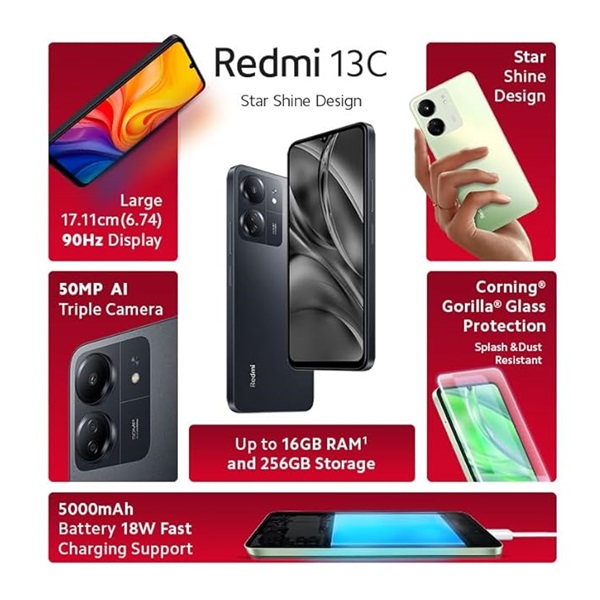 Redmi 13C
Star Shine Design
Large
17.11cm(6.74)
90Hz Display
Star
Shine
Design
50MP AI
Triple Camera
Corning®
Gorilla® Glass
Protection
Splash &Dust
Resistant
Redmi
Up to 16GB RAM¹
and 256GB Storage
5000mAh
Battery 18W Fast
Charging Support